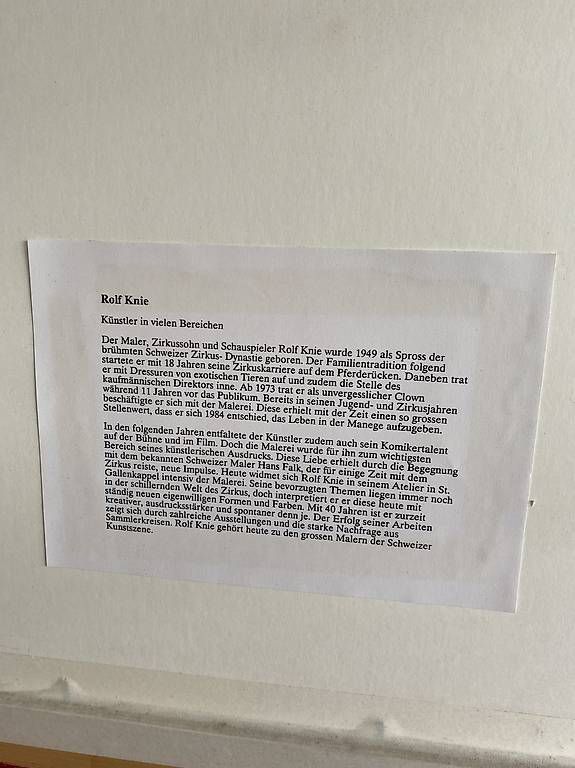 Rolf Knie
Künstler in vielen Bereichen
Der Maler, Zirkussohn und Schauspieler Rolf Knie wurde 1949 als Spross der
brühmten Schweizer Zirkus- Dynastie geboren. Der Familientradition folgend
startete er mit 18 Jahren seine Zirkuskarriere auf dem Pferderücken. Daneben trat
er mit Dressuren von exotischen Tieren auf und zudem die Stelle des
kaufmännischen Direktors inne. Ab 1973 trat er als unvergesslicher Clown
während 11 Jahren vor das Publikum. Bereits in seinen Jugend- und Zirkusjahren
beschäftigte er sich mit der Malerei. Diese erhielt mit der Zeit einen so grossen
Stellenwert, dass er sich 1984 entschied, das Leben in der Manege aufzugeben.
In den folgenden Jahren entfaltete der Künstler zudem auch sein Komikertalent
auf der Bühne und im Film. Doch die Malerei wurde für ihn zum wichtigsten
Bereich seines künstlerischen Ausdrucks. Diese Liebe erhielt durch die Begegnung
mit dem bekannten Schweizer Maler Hans Falk, der für einige Zeit mit dem
Zirkus reiste, neue Impulse. Heute widmet sich Rolf Knie in seinem Atelier in St.
Gallenkappel intensiv der Malerei. Seine bevorzugten Themen liegen immer noch
in der schillernden Welt des Zirkus, doch interpretiert er er diese heute mit
ständig neuen eigenwilligen Formen und Farben. Mit 40 Jahren ist er zurzeit
kreativer, ausdrucksstärker und spontaner denn je. Der Erfolg seiner Arbeiten
zeigt sich durch zahlreiche Ausstellungen und die starke Nachfrage aus
Sammlerkreisen. Rolf Knie gehört heute zu den grossen Malern der Schweizer
Kunstszene.